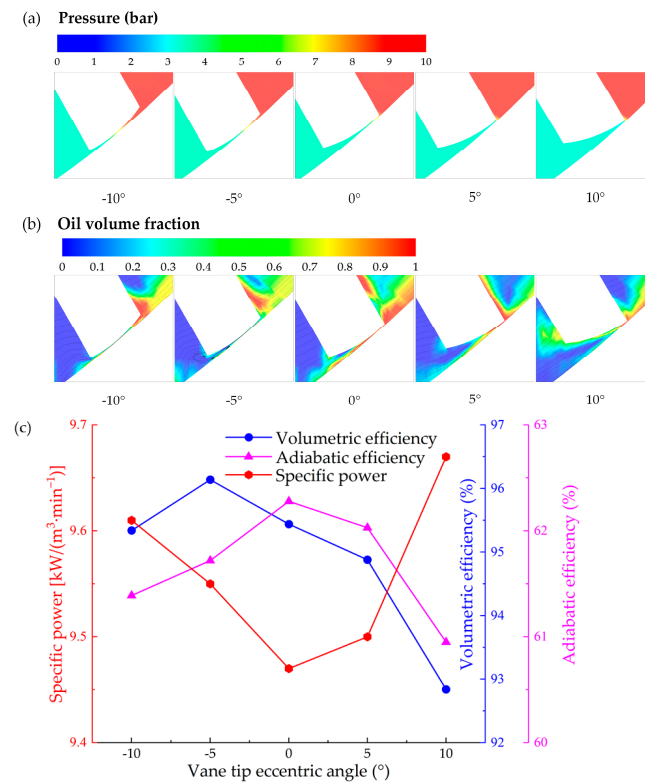 (a) Pressure (bar)
0 1 2 3 4 5 6 7 8 9 10
-10° -5° 0° 5° 10°
(b) Oil volume fraction
0 0.1 0.2 0.3 0.4 0.5 0.6 0.7 0.8 0.9 1
-10° -5° 0° 5° 10°
(c)
Volumetric efficiency
Adiabatic efficiency
Specific power
Specific power [kW/(m³·min⁻¹)]
9.7
9.6
9.5
9.4
97
96
95
94
93
92
Volumetric efficiency (%)
63
62
61
60
Adiabatic efficiency (%)
-10 -5 0 5 10
Vane tip eccentric angle (°)